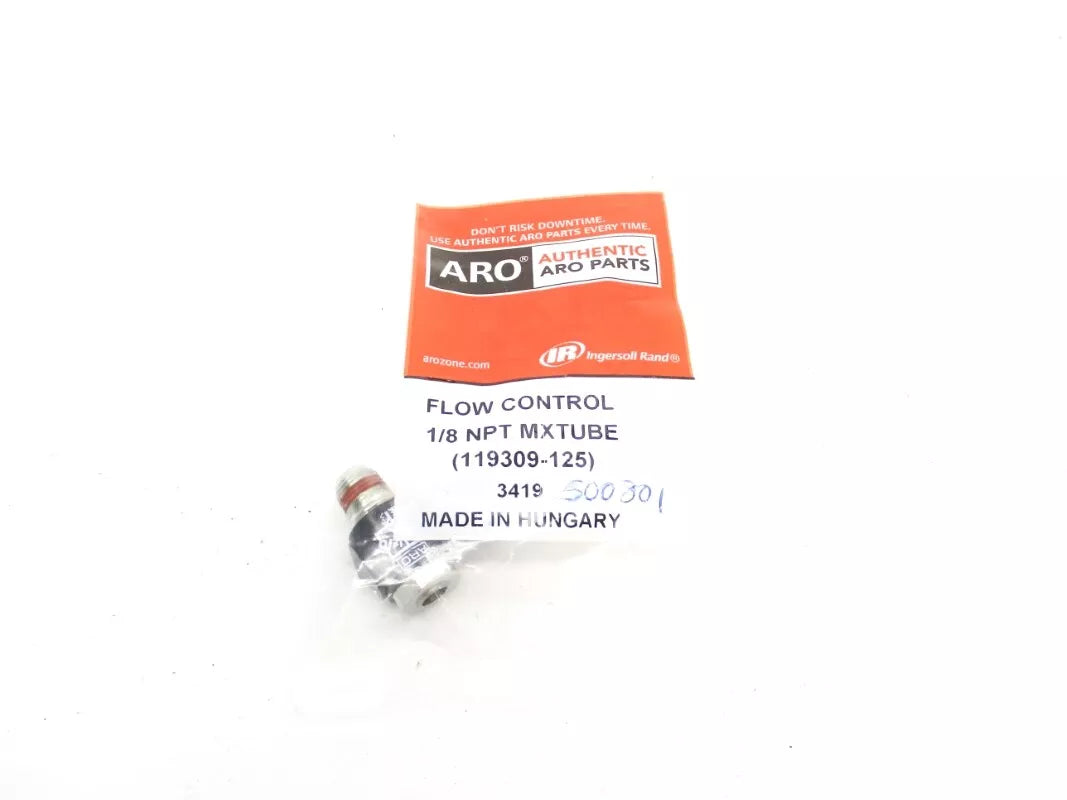 DON'T RISK DOWNTIME.
USE AUTHENTIC ARO PARTS EVERY TIME.
ARO® AUTHENTIC
ARO PARTS
arozone.com IR Ingersoll Rand®
FLOW CONTROL
1/8 NPT MXTUBE
(119309-125)
3419 500301
MADE IN HUNGARY
ARO